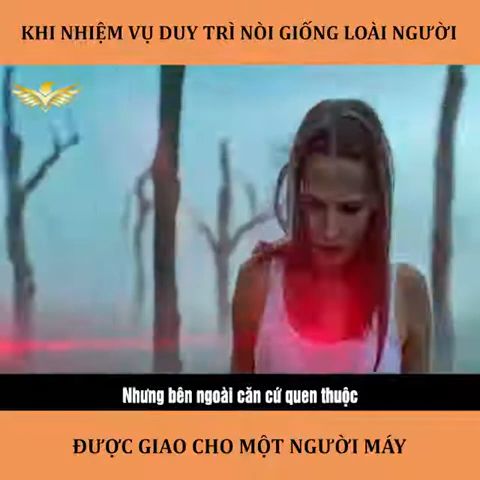 KHI NHIỆM VỤ DUY TRÌ NÒI GIỐNG LOÀI NGƯỜI
Nhưng bên ngoài căn cứ quen thuộc
ĐƯỢC GIAO CHO MỘT NGƯỜI MÁY